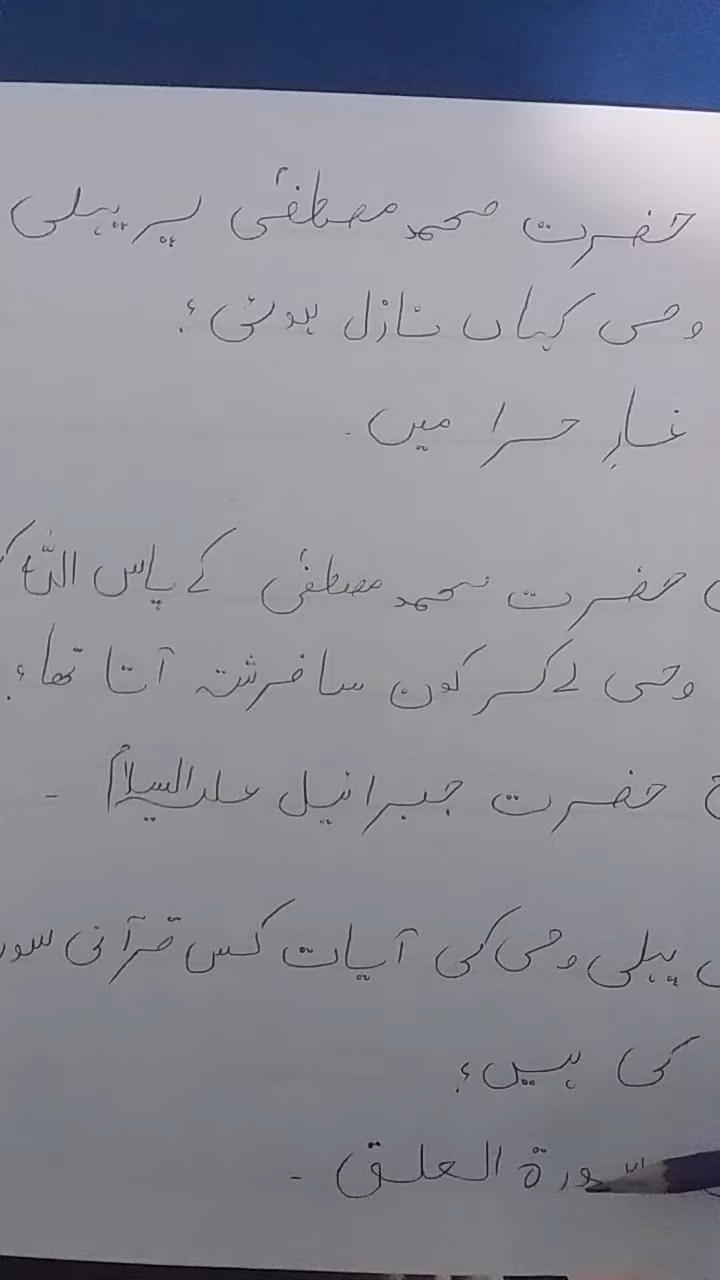 حضرت محمد مصطفیٰ پر پہلی
وحی کہاں نازل ہوئی؟
غارِ حرا میں۔
حضرت محمد مصطفیٰ کے پاس اللہ
وحی لے کر کون سا فرشتہ آتا تھا؟
حضرت جبرائیل علیہ السلام ۔
پہلی وحی کی آیات کس قرآنی سور
کی ہیں؟
سورۃ العلق ۔